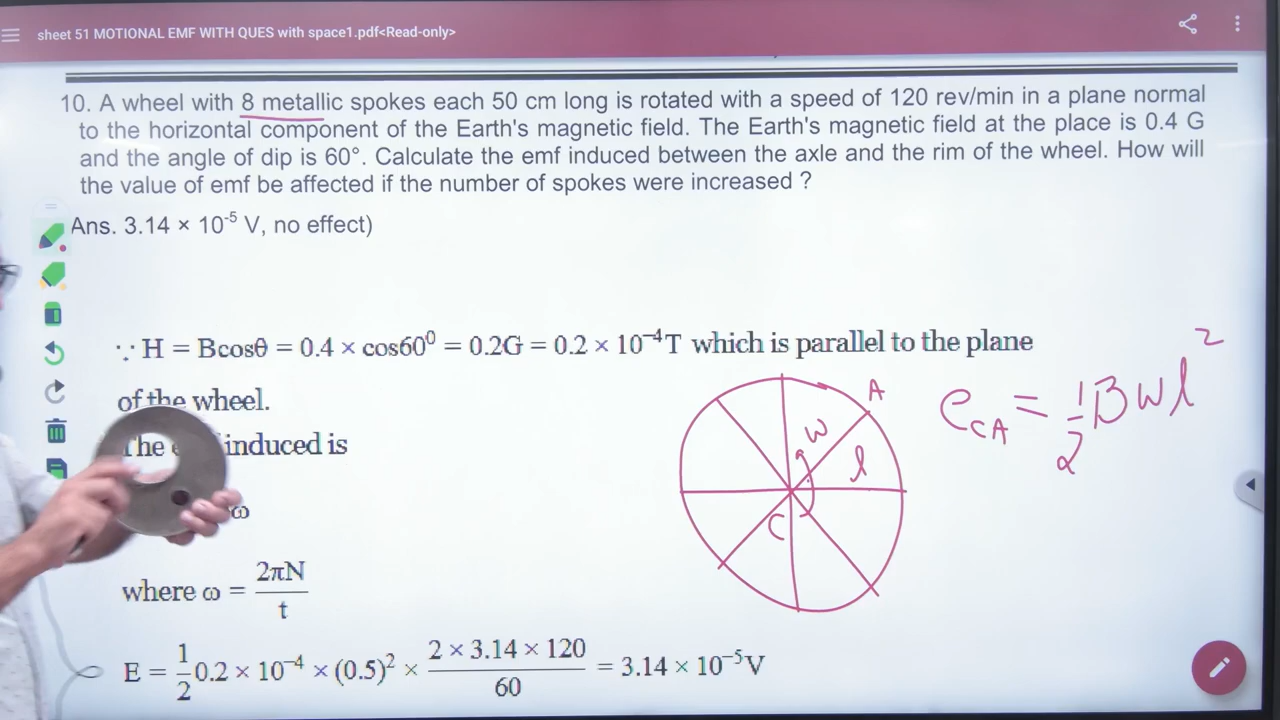 sheet 51 MOTIONAL EMF WITH QUES with space1.pdf<Read-only>
10. A wheel with 8 metallic spokes each 50 cm long is rotated with a speed of 120 rev/min in a plane normal
to the horizontal component of the Earth's magnetic field. The Earth's magnetic field at the place is 0.4 G
and the angle of dip is 60°. Calculate the emf induced between the axle and the rim of the wheel. How will
the value of emf be affected if the number of spokes were increased ?
Ans. 3.14 × 10⁻⁵ V, no effect)
∵ H = Bcosθ = 0.4 × cos60⁰ = 0.2G = 0.2 × 10⁻⁴T which is parallel to the plane
of the wheel.
The induced is
ω
where ω = 2πN / t
E = 1/2 0.2 × 10⁻⁴ × (0.5)² × 2 × 3.14 × 120 / 60 = 3.14 × 10⁻⁵V
A
ω
l
C
e_CA = 1/2 Bωl²